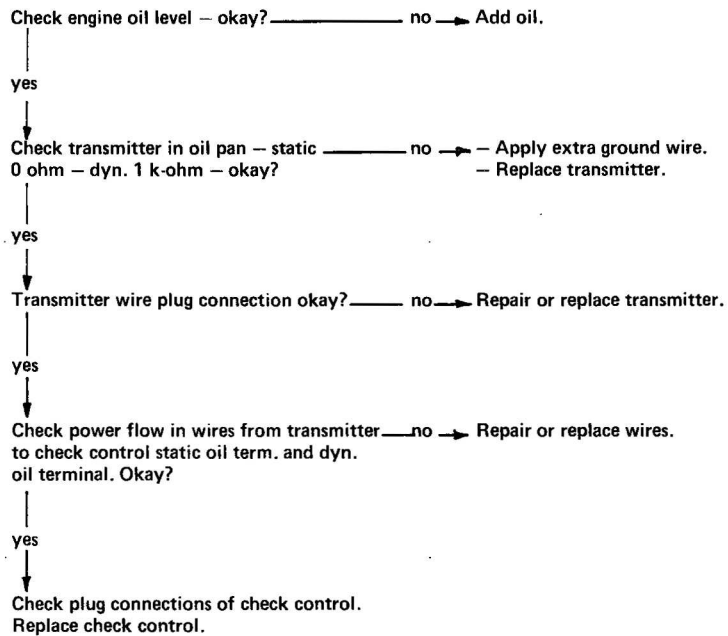 Check engine oil level – okay? no Add oil.
yes
Check transmitter in oil pan – static no – Apply extra ground wire.
0 ohm – dyn. 1 k-ohm – okay? – Replace transmitter.
yes
Transmitter wire plug connection okay? no Repair or replace transmitter.
yes
Check power flow in wires from transmitter no Repair or replace wires.
to check control static oil term. and dyn.
oil terminal. Okay?
yes
Check plug connections of check control.
Replace check control.